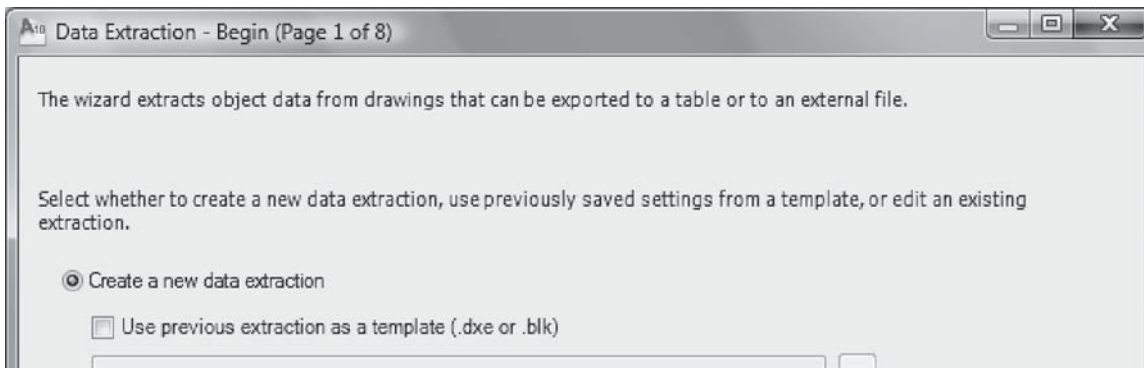 A10 Data Extraction - Begin (Page 1 of 8)
The wizard extracts object data from drawings that can be exported to a table or to an external file.
Select whether to create a new data extraction, use previously saved settings from a template, or edit an existing
extraction.
Create a new data extraction
Use previous extraction as a template (.dxe or .blk)